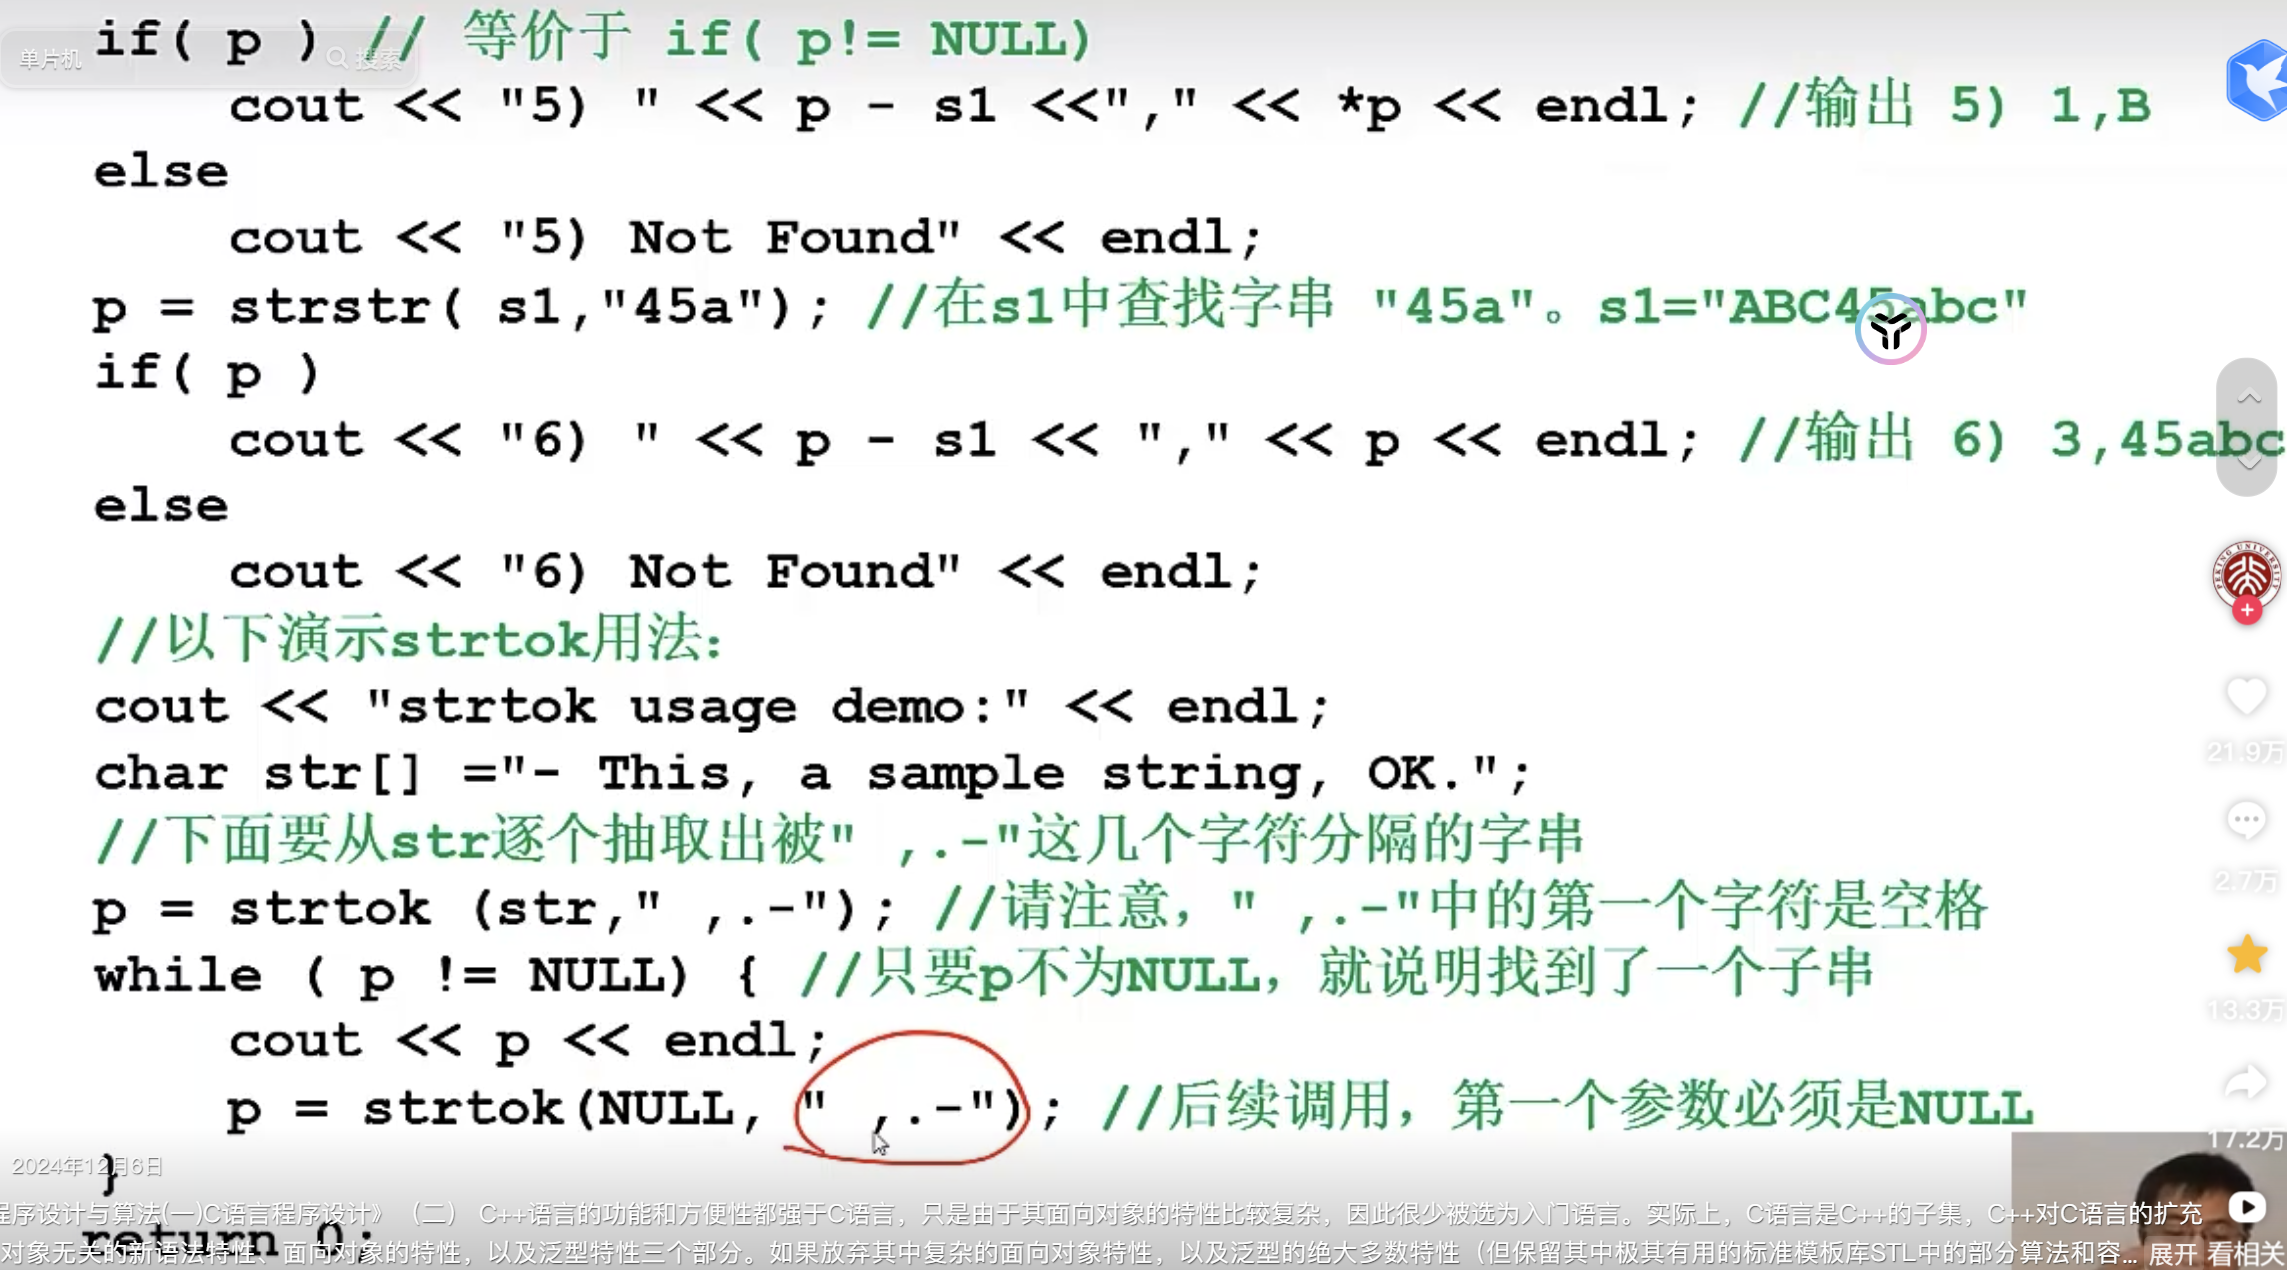 if( p ) // 等价于 if( p!= NULL)
单片机 搜索
cout << "5) " << p - s1 <<"," << *p << endl; //输出 5) 1,B
else
cout << "5) Not Found" << endl;
p = strstr( s1,"45a"); //在s1中查找字串 "45a"。s1="ABC45abc"
if( p )
cout << "6) " << p - s1 << "," << p << endl; //输出 6) 3,45abc
else
cout << "6) Not Found" << endl;
//以下演示strtok用法:
cout << "strtok usage demo:" << endl;
char str[] ="- This, a sample string, OK.";
//下面要从str逐个抽取出被" ,.-"这几个字符分隔的字串
p = strtok (str," ,.-"); //请注意，" ,.-"中的第一个字符是空格
while ( p != NULL) { //只要p不为NULL，就说明找到了一个子串
cout << p << endl;
p = strtok(NULL, " ,.-"); //后续调用，第一个参数必须是NULL
}
return 0;
PEKING UNIVERSITY
21.9万
2.7万
13.3万
17.2万
2024年12月6日
程序设计与算法(一)C语言程序设计》（二） C++语言的功能和方便性都强于C语言，只是由于其面向对象的特性比较复杂，因此很少被选为入门语言。实际上，C语言是C++的子集，C++对C语言的扩充
对象无关的新语法特性、面向对象的特性，以及泛型特性三个部分。如果放弃其中复杂的面向对象特性，以及泛型的绝大多数特性（但保留其中极其有用的标准模板库STL中的部分算法和容... 展开 看相关